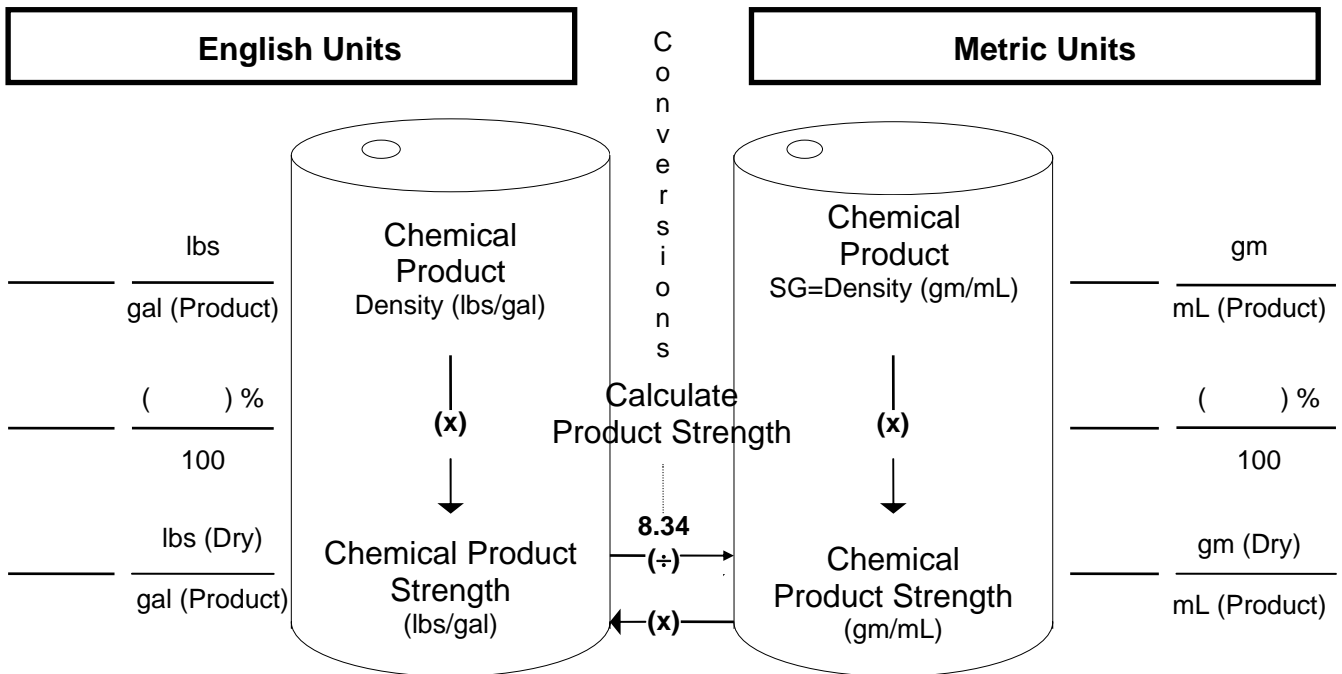 English Units
Conversions
Metric Units
Chemical
Product
Density (lbs/gal)
Chemical
Product
SG=Density (gm/mL)
lbs
gal (Product)
gm
mL (Product)
( ) %
100
(x)
Calculate
Product Strength
(x)
( ) %
100
lbs (Dry)
gal (Product)
Chemical Product
Strength
(lbs/gal)
8.34
(÷)
(x)
Chemical
Product Strength
(gm/mL)
gm (Dry)
mL (Product)